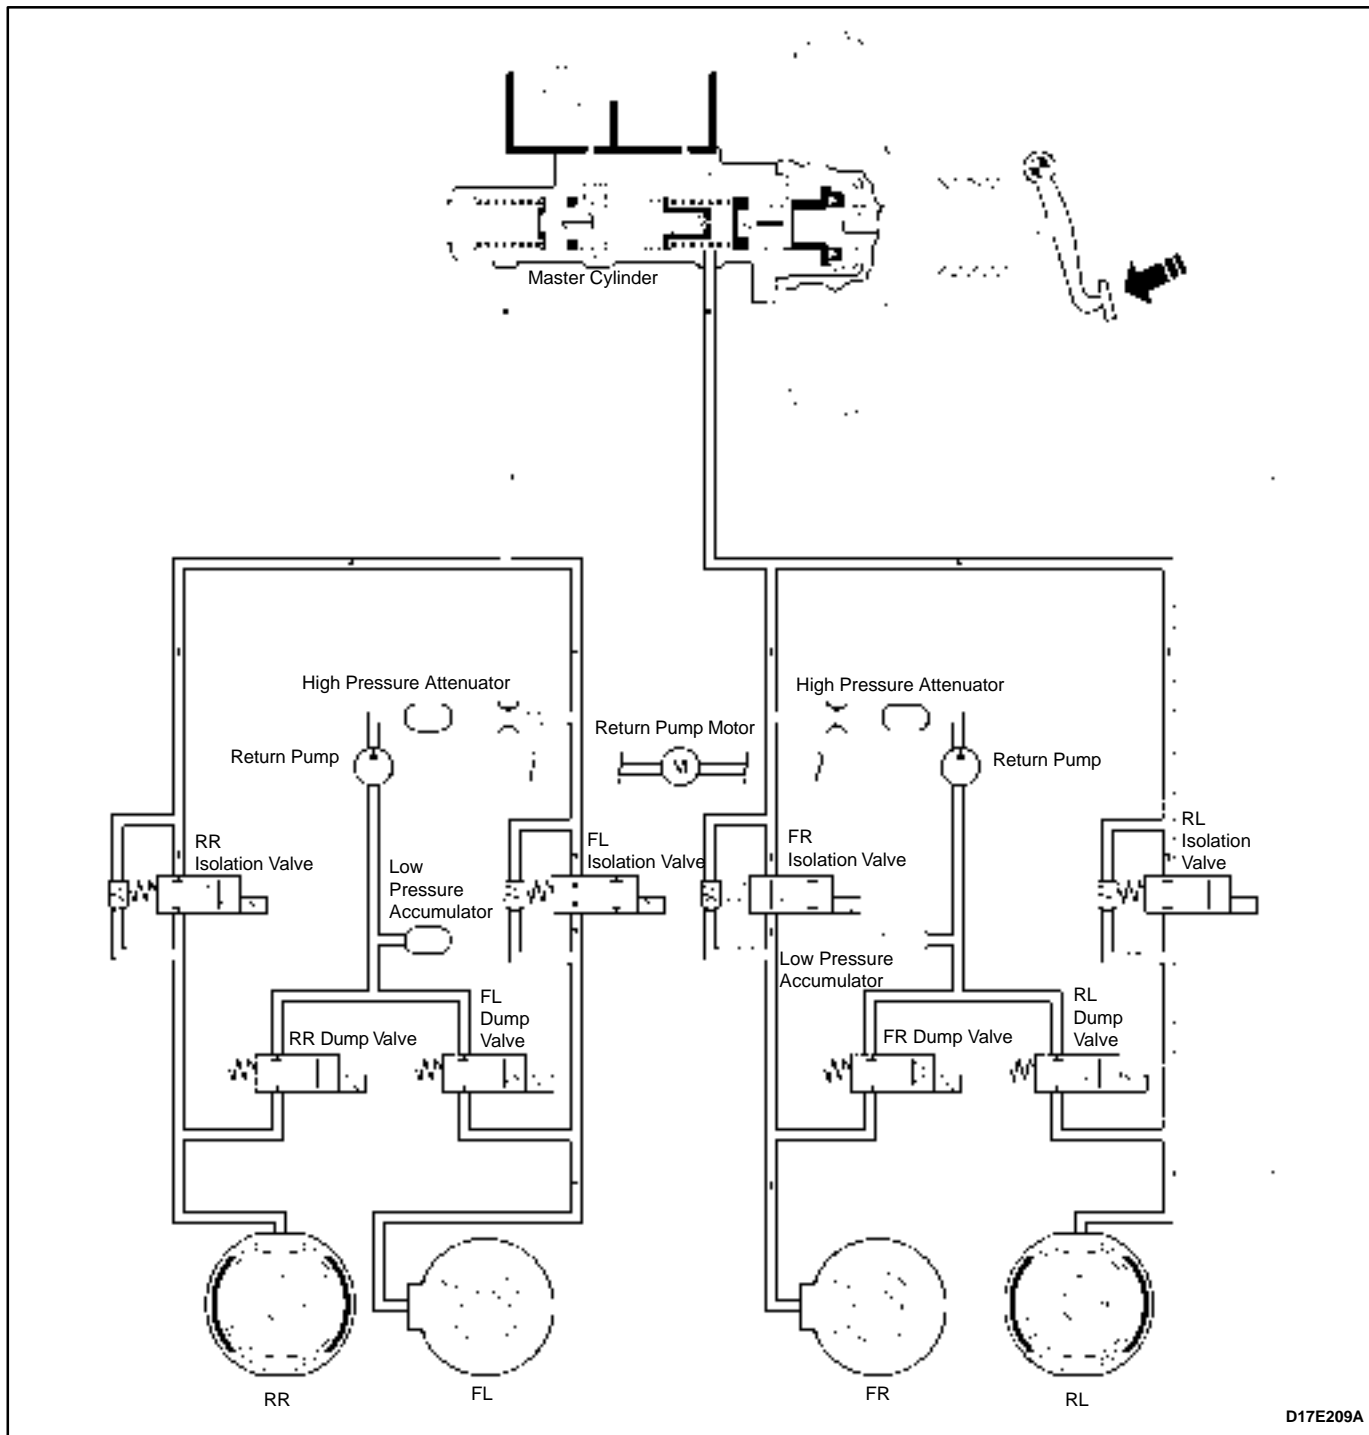 Master Cylinder
High Pressure Attenuator
High Pressure Attenuator
Return Pump
Return Pump Motor
Return Pump
RR
Isolation Valve
Low
Pressure
Accumulator
FL
Isolation Valve
FR
Isolation Valve
RL
Isolation
Valve
M
Low Pressure
Accumulator
RR Dump Valve
FL
Dump
Valve
FR Dump Valve
RL
Dump
Valve
RR
FL
FR
RL
D17E209A